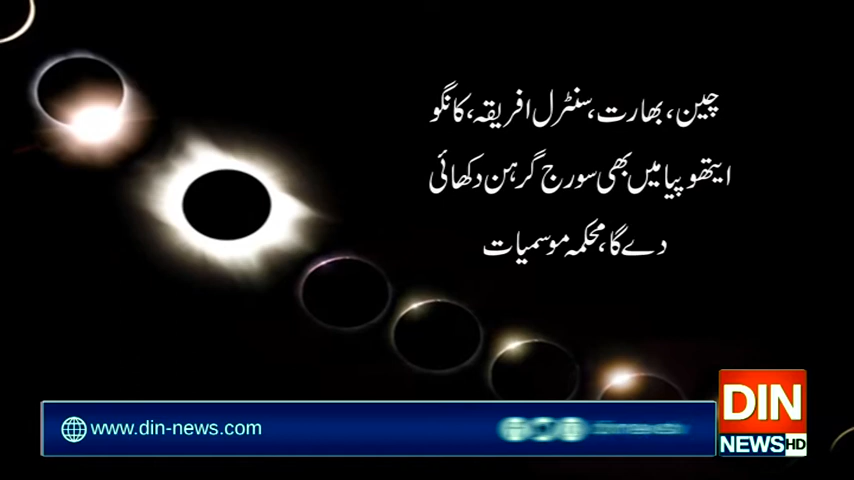 چین، بھارت، سنٹرل افریقہ، کانگو
ایتھوپیا میں بھی سورج گرہن دکھائی
دے گا، محکمہ موسمیات
www.din-news.com
DIN
NEWS HD